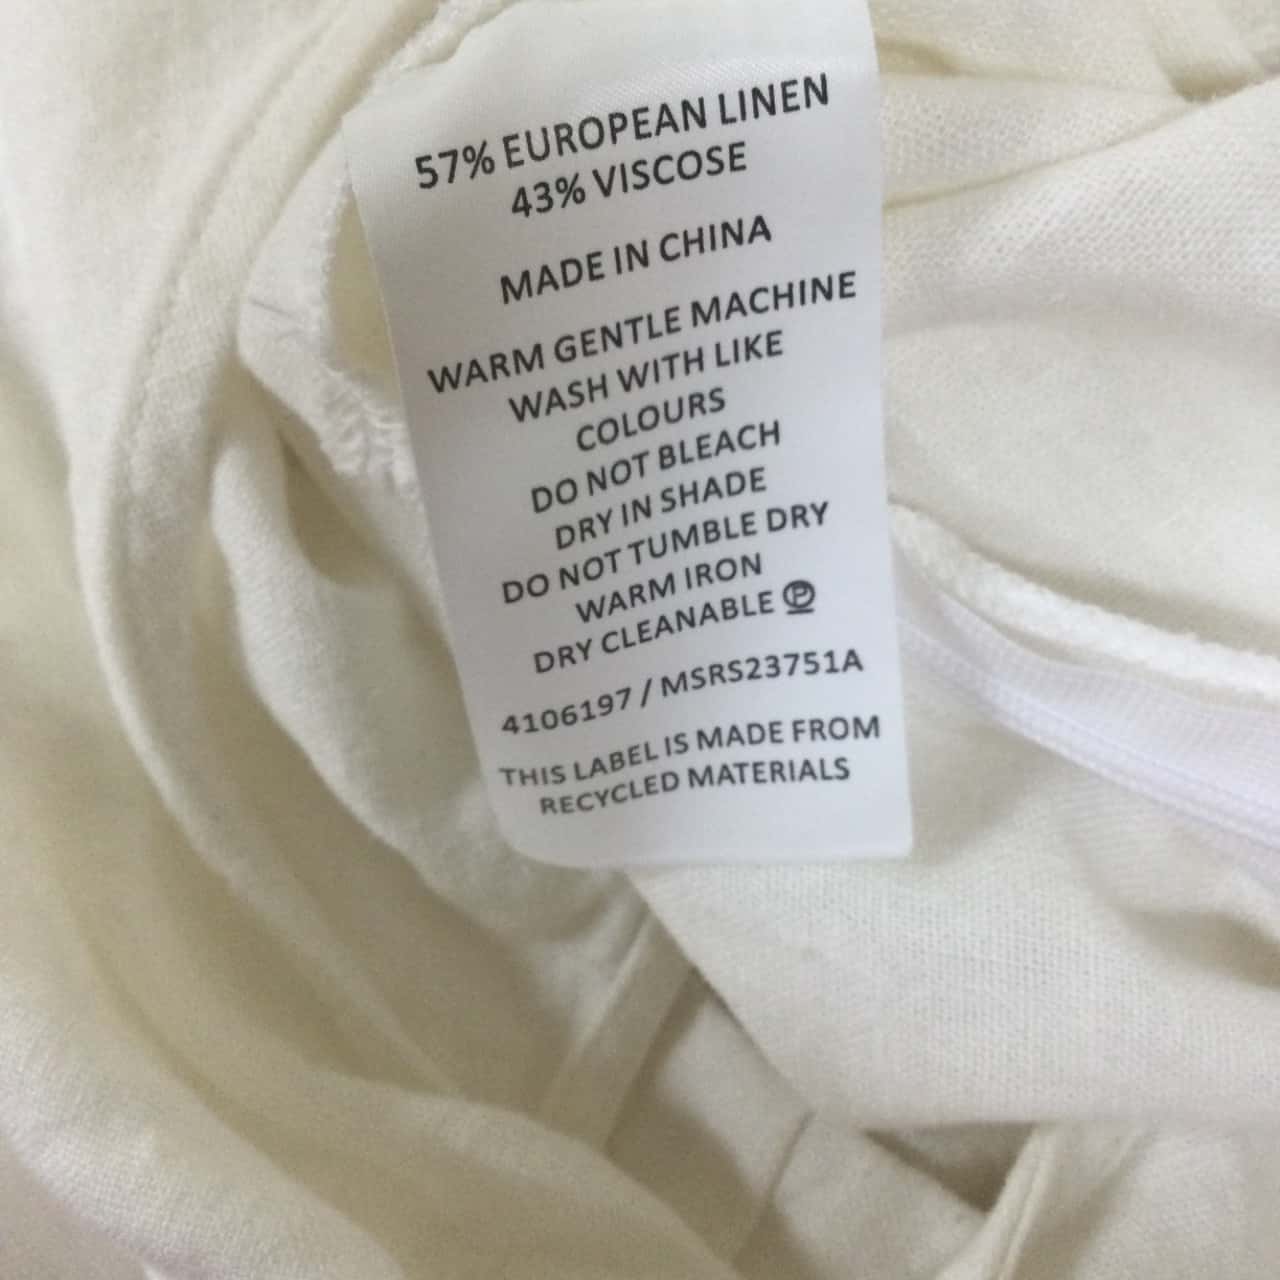 57% EUROPEAN LINEN
43% VISCOSE
MADE IN CHINA
WARM GENTLE MACHINE
WASH WITH LIKE
COLOURS
DO NOT BLEACH
DRY IN SHADE
DO NOT TUMBLE DRY
WARM IRON
DRY CLEANABLE Ⓟ
4106197 / MSRS23751A
THIS LABEL IS MADE FROM
RECYCLED MATERIALS